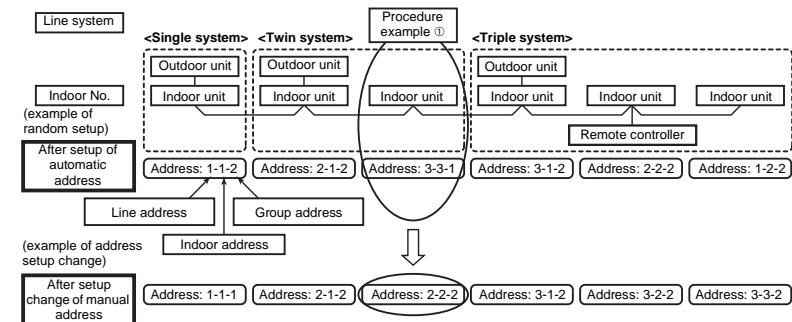 Line system
<Single system>
<Twin system>
Procedure
example ①
<Triple system>
Outdoor unit
Outdoor unit
Outdoor unit
Indoor No.
Indoor unit
Indoor unit
Indoor unit
Indoor unit
Indoor unit
Indoor unit
(example of
random setup)
Remote controller
After setup of
automatic
address
Address: 1-1-2
Address: 2-1-2
Address: 3-3-1
Address: 3-1-2
Address: 2-2-2
Address: 1-2-2
Line address
Group address
Indoor address
(example of address
setup change)
After setup
change of manual
address
Address: 1-1-1
Address: 2-1-2
Address: 2-2-2
Address: 3-1-2
Address: 3-2-2
Address: 3-3-2